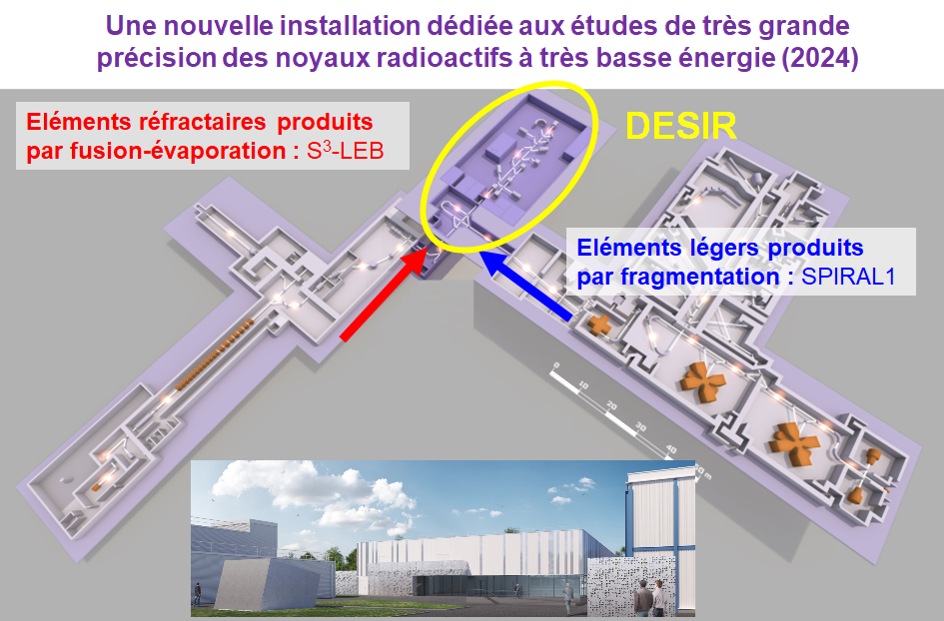 Une nouvelle installation dédiée aux études de très grande
précision des noyaux radioactifs à très basse énergie (2024)
Eléments réfractaires produits
par fusion-évaporation : S³-LEB
DESIR
Eléments légers produits
par fragmentation : SPIRAL1
0
10
20
30
40
50 m